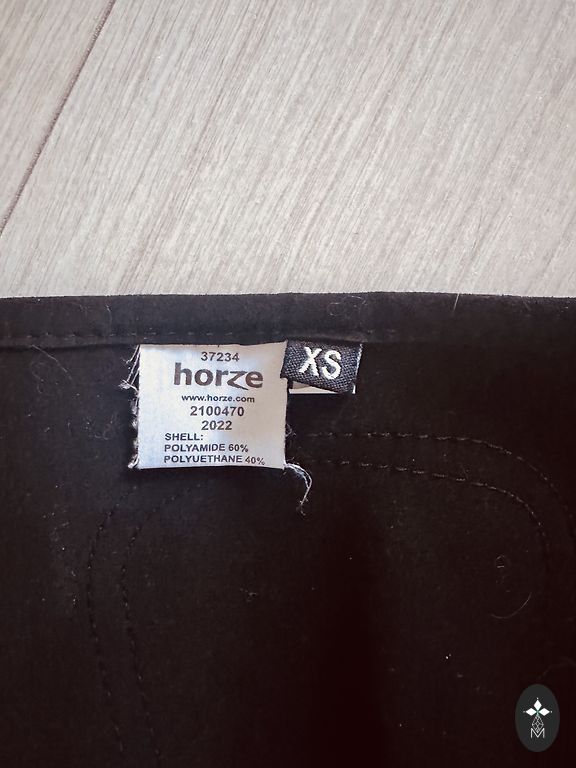 37234
horze
XS
www.horze.com
2100470
2022
SHELL:
POLYAMIDE 60%
POLYUETHANE 40%
M